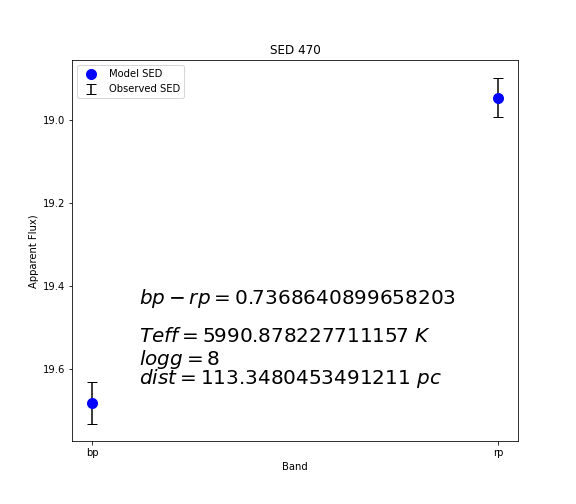 SED 470
Model SED
Observed SED
Apparent Flux)
19.0
19.2
19.4
19.6
bp − rp = 0.7368640899658203
Teff = 5990.878227711157 K
logg = 8
dist = 113.3480453491211 pc
bp
rp
Band